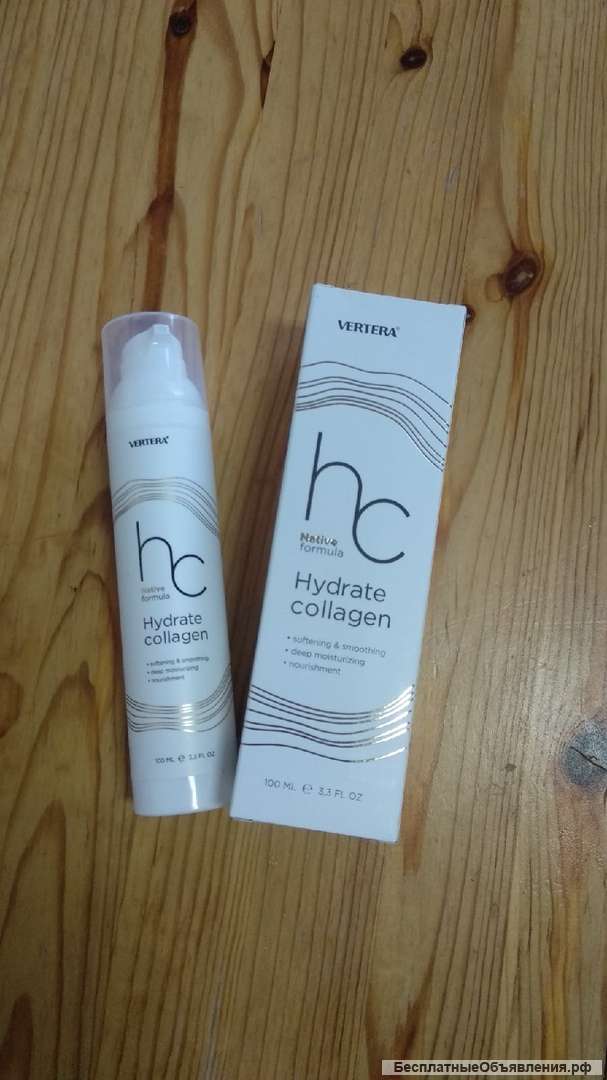 VERTERA®
hc
Native
formula
Hydrate
collagen
• softening & smoothing
• deep moisturizing
• nourishment
100 ML ℮ 3,3 FL OZ
VERTERA®
hc
Native
formula
Hydrate
collagen
• softening & smoothing
• deep moisturizing
• nourishment
100 ML ℮ 3,3 FL OZ
БесплатныеОбъявления.рф